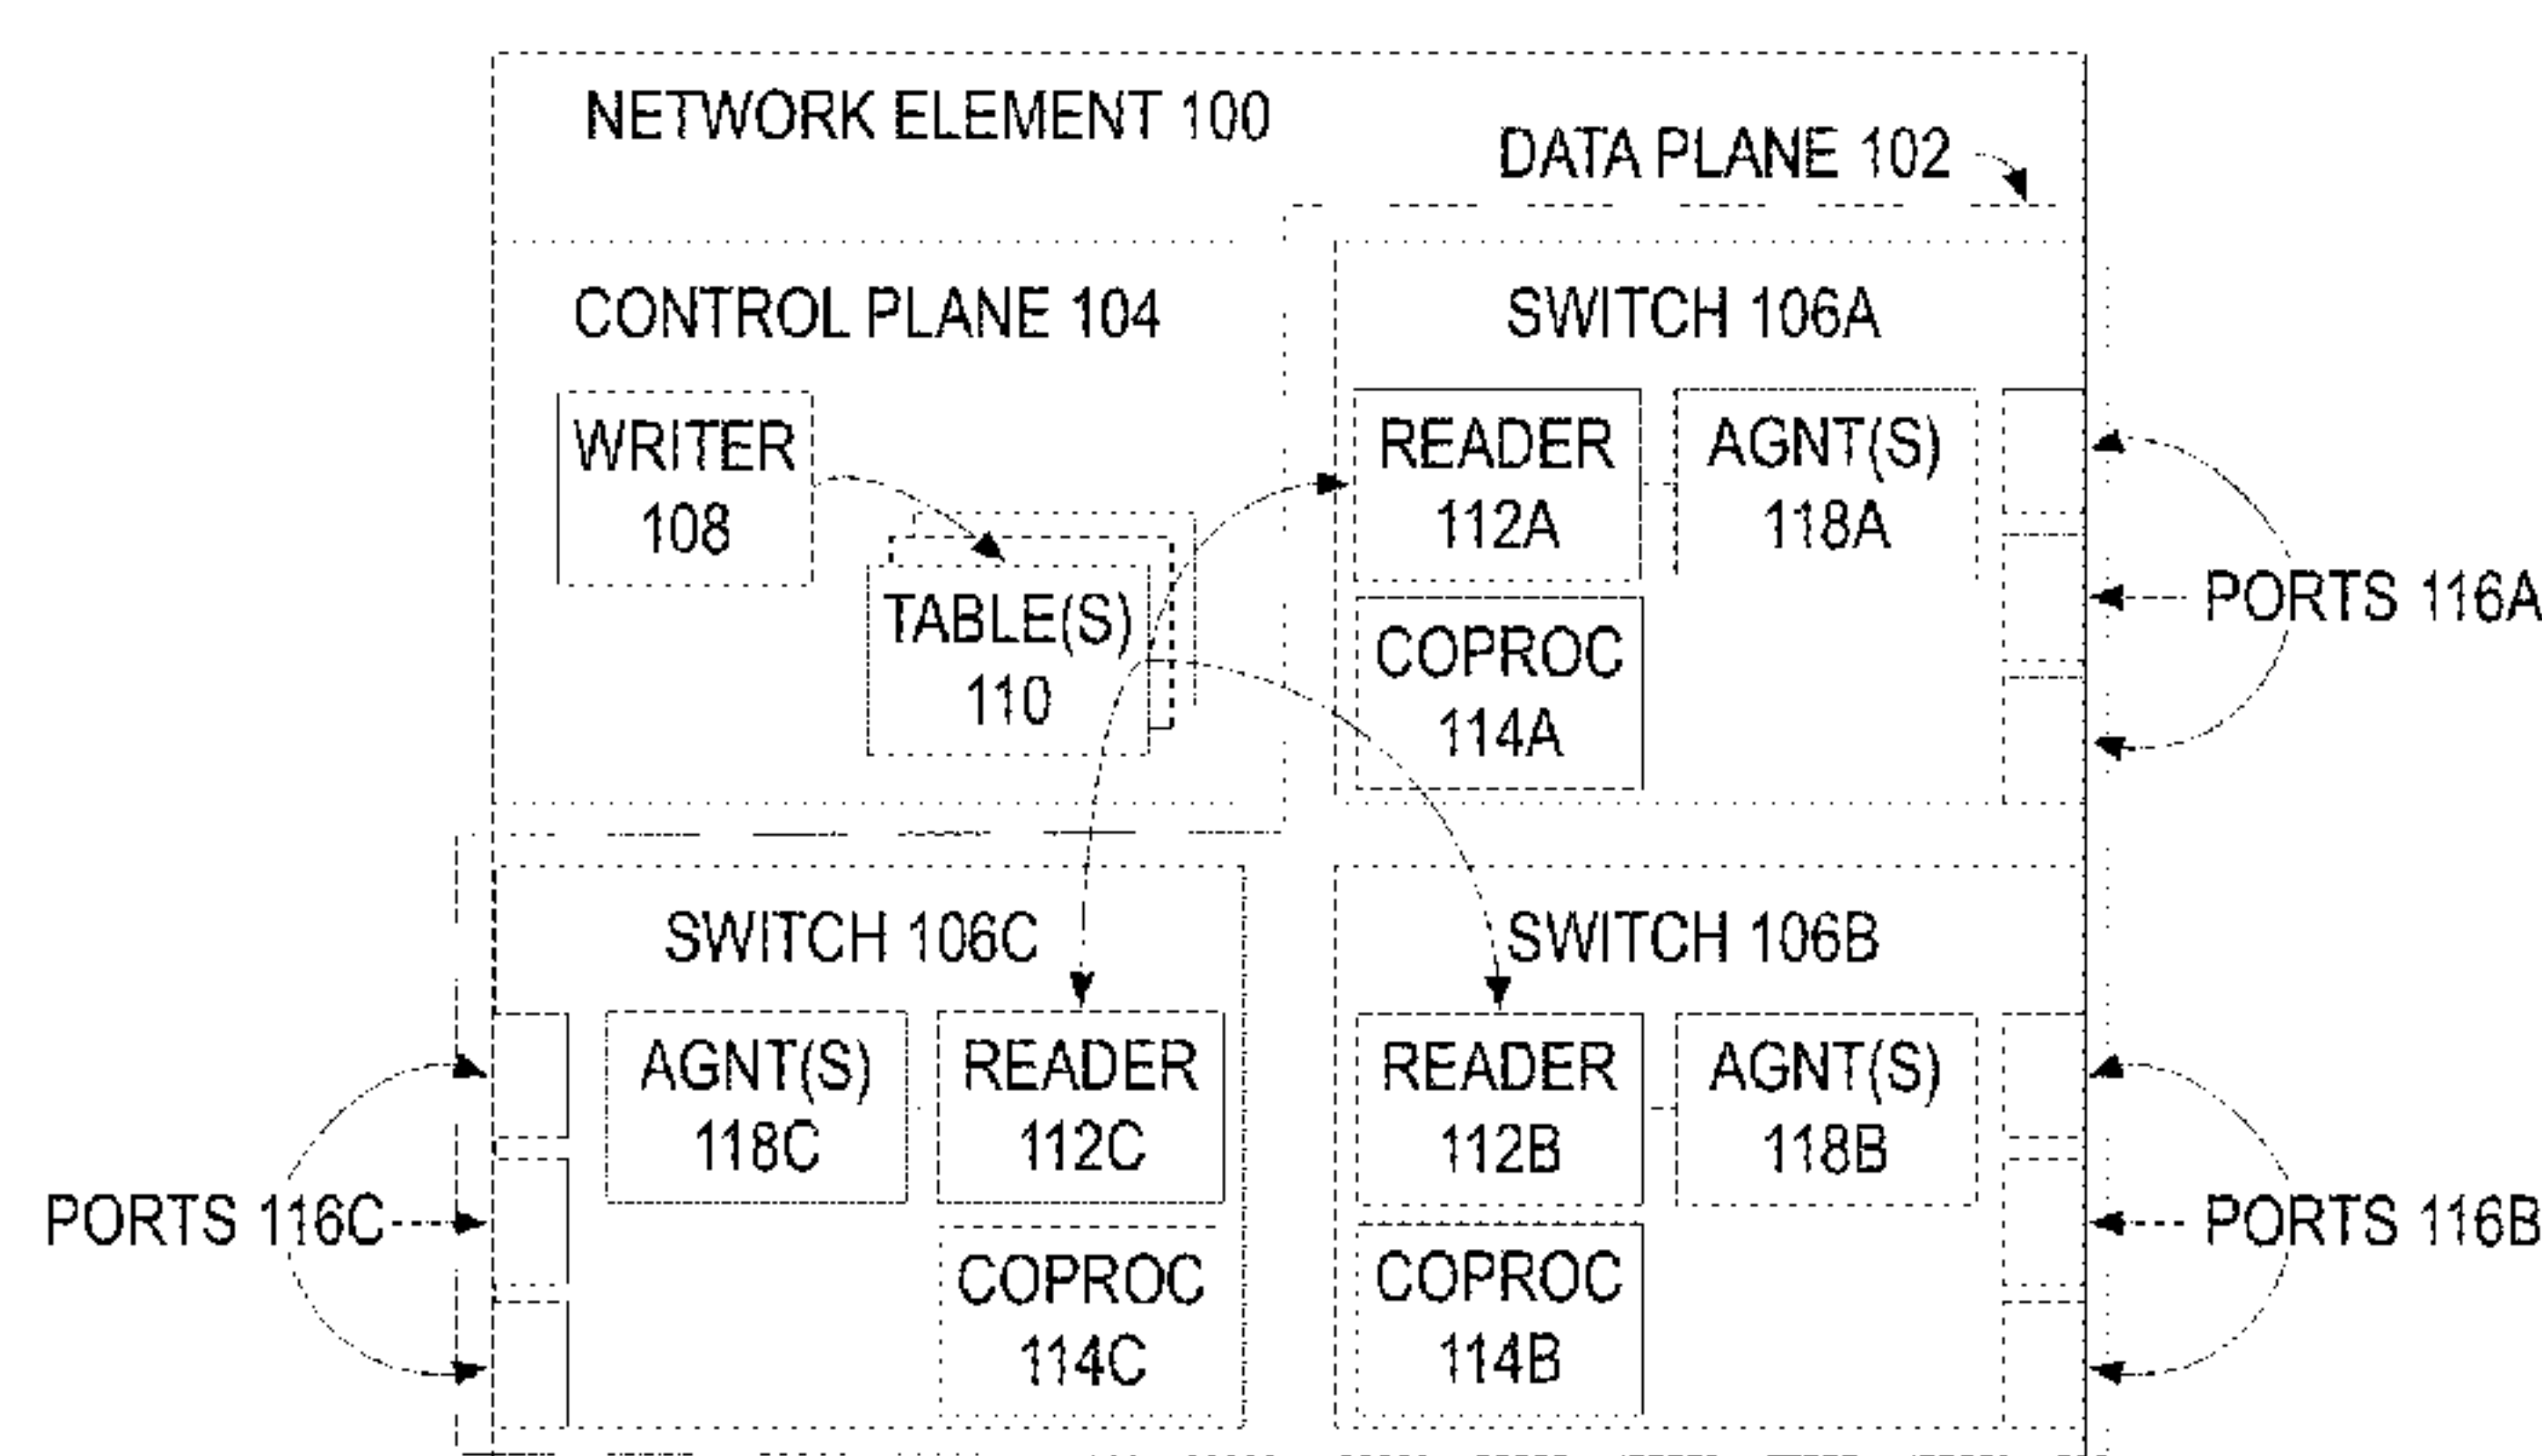 NETWORK ELEMENT 100
DATA PLANE 102
CONTROL PLANE 104
WRITER
108
TABLE(S)
110
SWITCH 106A
READER
112A
AGNT(S)
118A
COPROC
114A
PORTS 116A
SWITCH 106C
AGNT(S)
118C
READER
112C
COPROC
114C
PORTS 116C
SWITCH 106B
READER
112B
AGNT(S)
118B
COPROC
114B
PORTS 116B